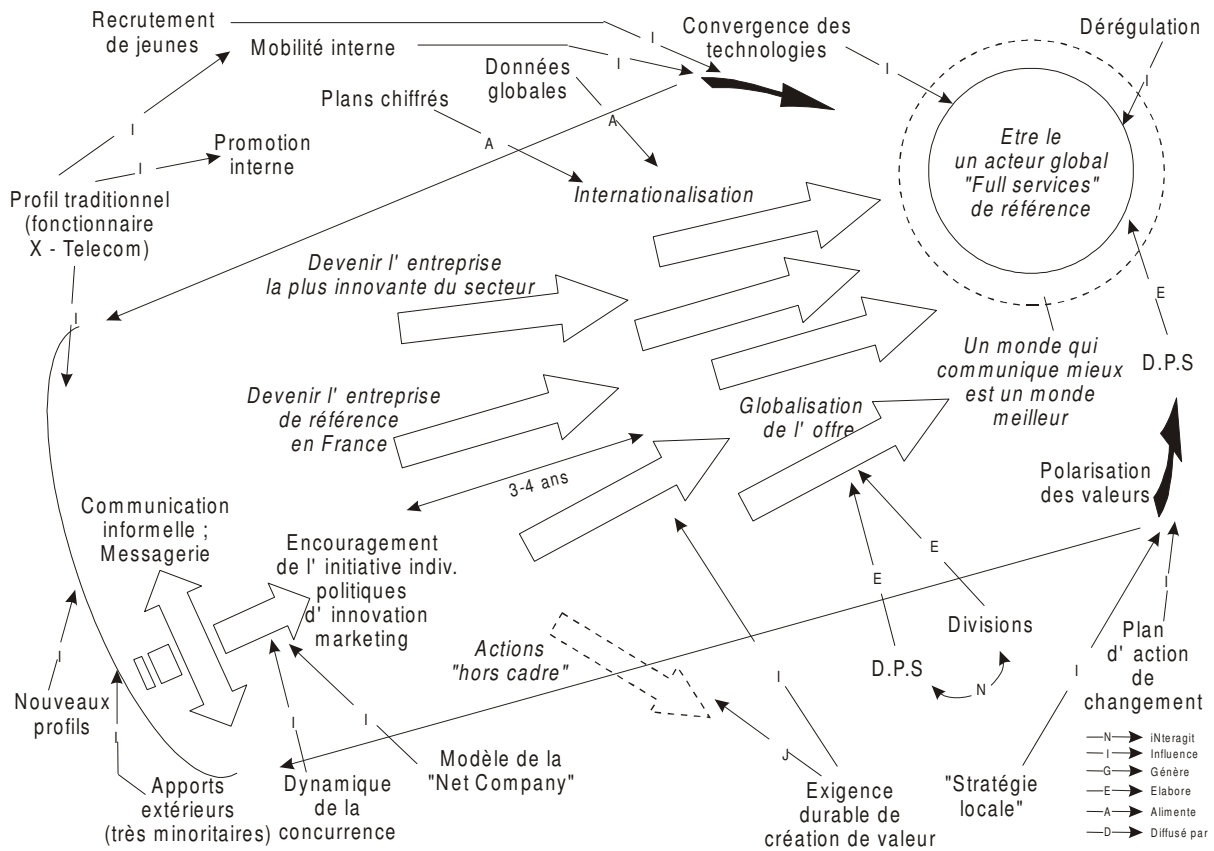 Recrutement
de jeunes
Mobilité interne
I
I
Convergence des
technologies
I
Dérégulation
I
Données
globales
A
Plans chiffrés
A
Internationalisation
I
Promotion
interne
I
Profil traditionnel
(fonctionnaire
X - Telecom)
I
Etre le
un acteur global
"Full services"
de référence
E
D.P.S
Un monde qui
communique mieux
est un monde
meilleur
Devenir l' entreprise
la plus innovante du secteur
Devenir l' entreprise
de référence
en France
3-4 ans
Globalisation
de l' offre
Polarisation
des valeurs
Communication
informelle ;
Messagerie
Encouragement
de l' initiative indiv.
politiques
d' innovation
marketing
Actions
"hors cadre"
E
E
Divisions
D.P.S
N
I
I
Plan
d' action
de
changement
I
Nouveaux
profils
I
Apports
extérieurs
(très minoritaires)
I
Dynamique
de la
concurrence
I
Modèle de la
"Net Company"
I
J
Exigence
durable de
création de valeur
"Stratégie
locale"
N iNteragit
I Influence
G Génère
E Elabore
A Alimente
D Diffusé par